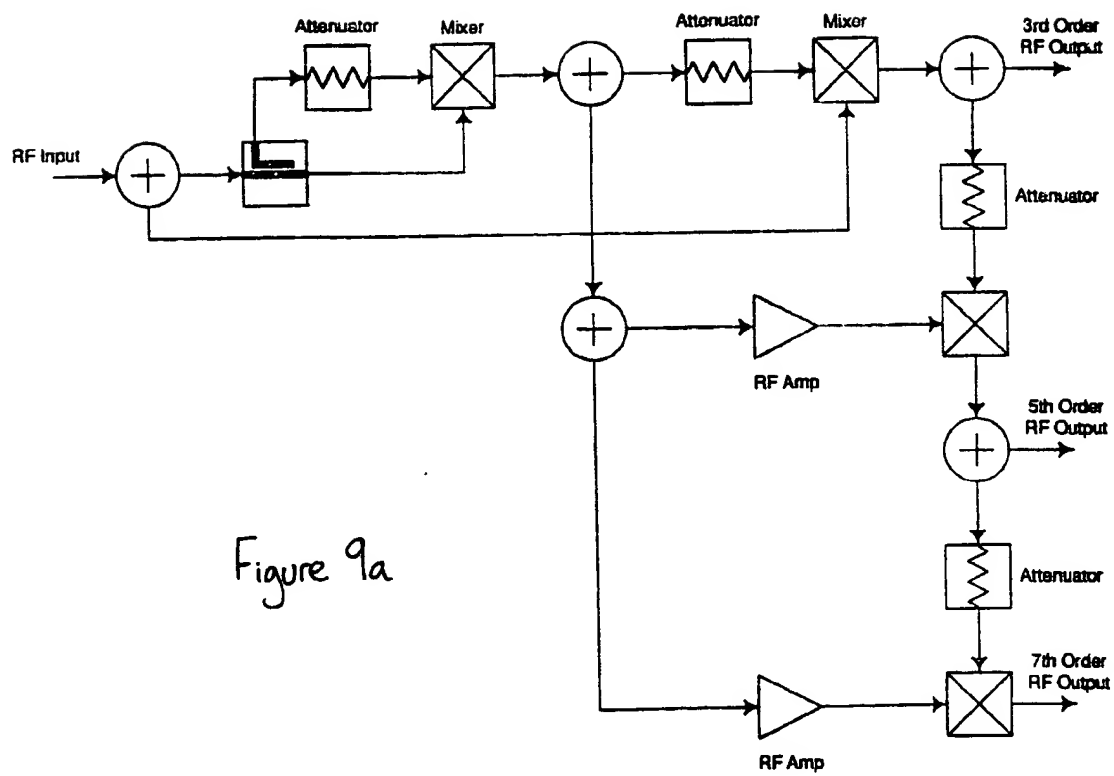 Attenuator
Mixer
Attenuator
Mixer
3rd Order
RF Output
RF Input
Attenuator
RF Amp
5th Order
RF Output
Figure 9a
Attenuator
7th Order
RF Output
RF Amp